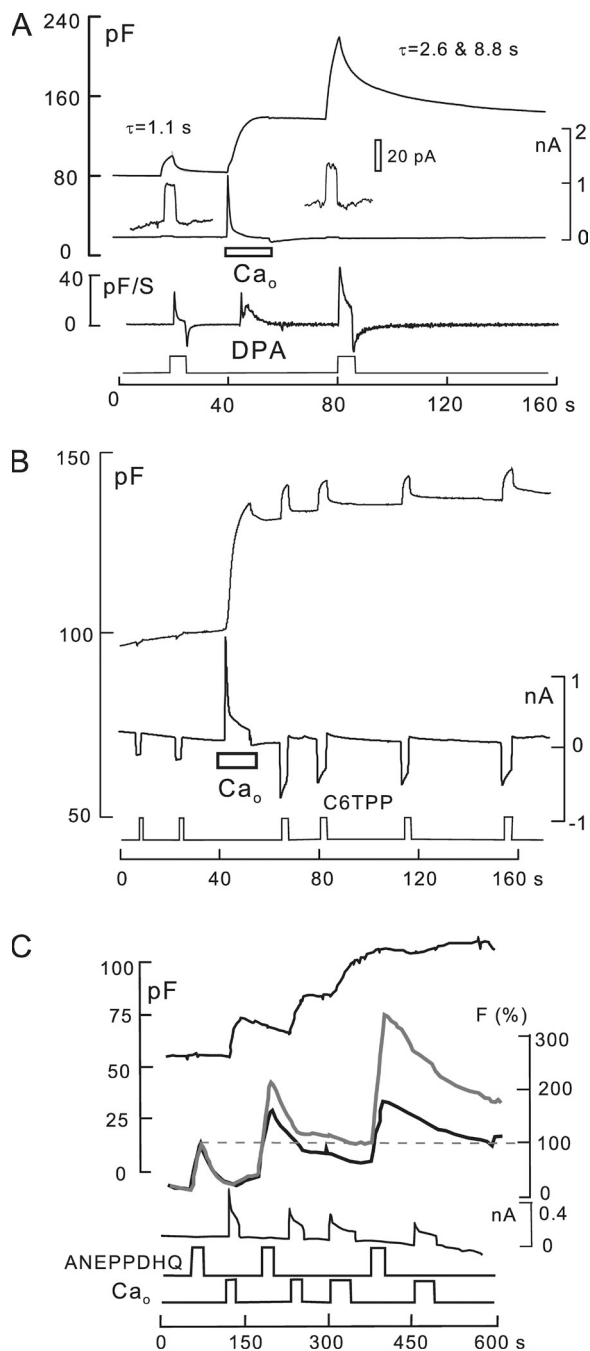 A
240
pF
τ=2.6 & 8.8 s
160
τ=1.1 s
2
nA
20 pA
80
1
0
0
Cao
40
pF/S
0
DPA
0 40 80 120 160 s
B
150
pF
100
1
nA
0
Cao
C6TPP
50
-1
0 40 80 120 160 s
C
100
pF
75
F (%)
300
50
200
25
100
0
0
nA
0.4
0
ANEPPDHQ
Cao
0 150 300 450 600 s